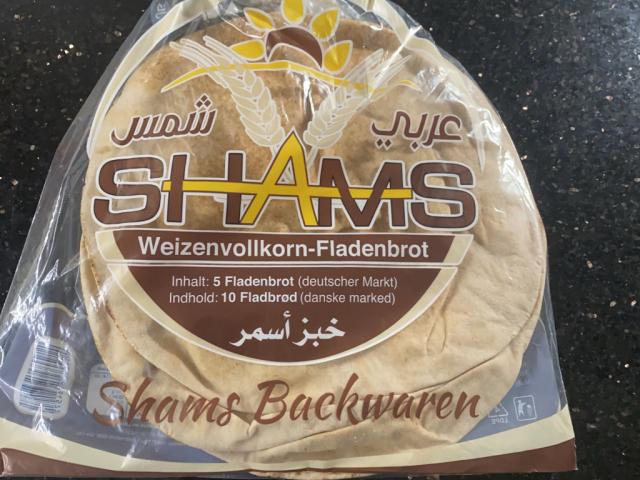 شمس عربي
SHAMS
Weizenvollkorn-Fladenbrot
Inhalt: 5 Fladenbrot (deutscher Markt)
Indhold: 10 Fladbrød (danske marked)
خبز أسمر
Shams Backwaren